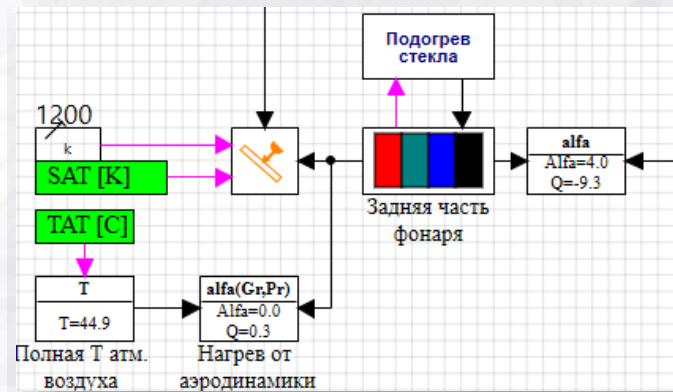 Подогрев
стекла
1200
k
SAT [K]
alfa
Alfa=4.0
Q=-9.3
Задняя часть
фонаря
TAT [C]
T
T=44.9
alfa(Gr,Pr)
Alfa=0.0
Q=0.3
Полная Т атм.
воздуха
Нагрев от
аэродинамики